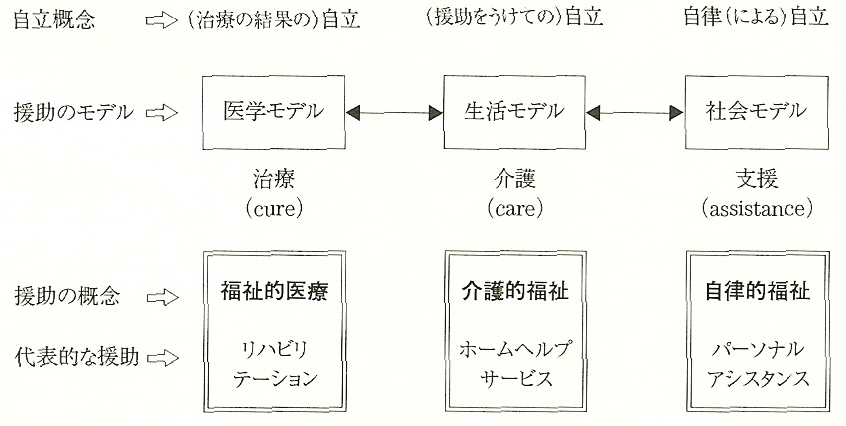 自立概念 (治療の結果の)自立 (援助をうけての)自立 自律(による)自立
援助のモデル 医学モデル 生活モデル 社会モデル
治療 介護 支援
(cure) (care) (assistance)
援助の概念 福祉的医療 介護的福祉 自律的福祉
代表的な援助 リハビリ ホームヘルプ パーソナル
テーション サービス アシスタンス